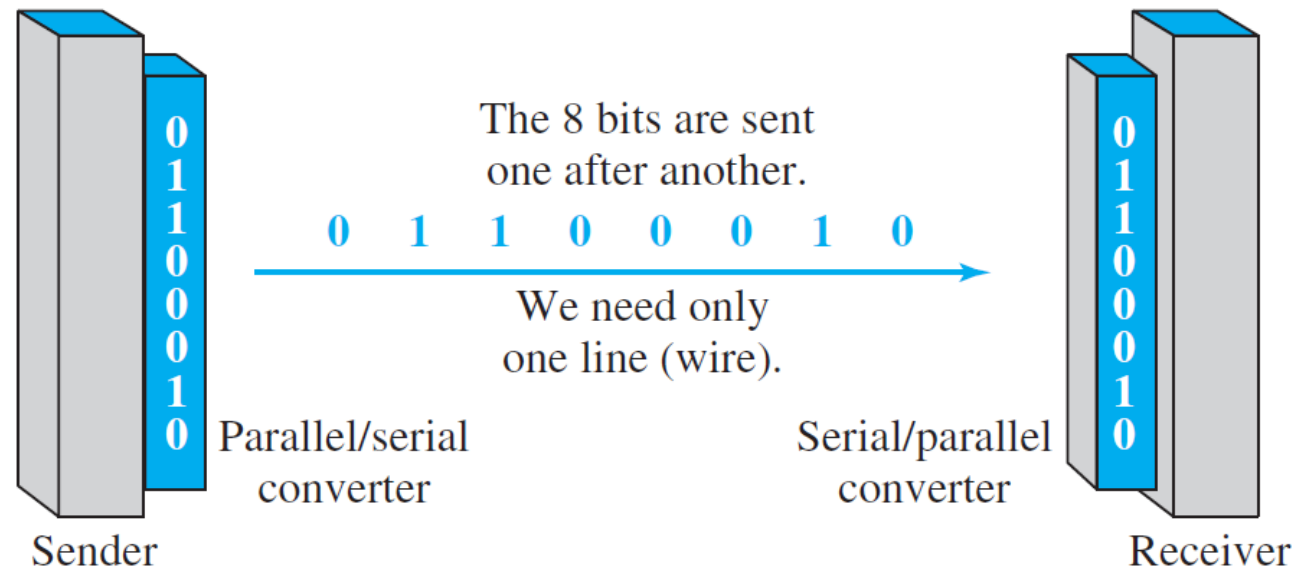 The 8 bits are sent
one after another.
0 1 1 0 0 0 1 0
We need only
one line (wire).
0
1
1
0
0
0
1
0
Parallel/serial
converter
Sender
0
1
1
0
0
0
1
0
Serial/parallel
converter
Receiver